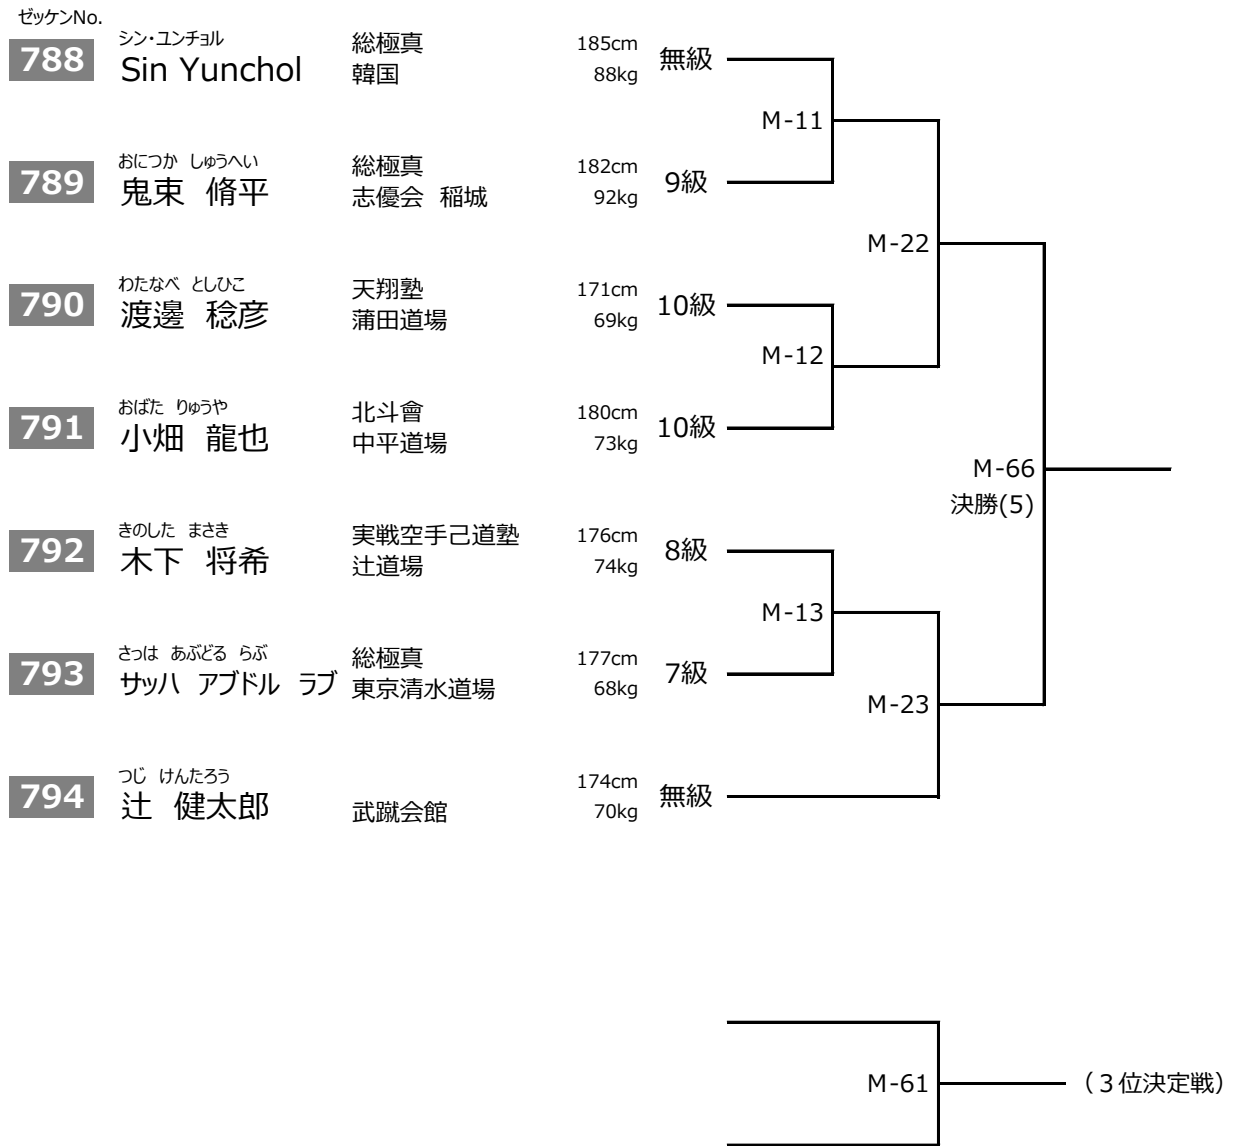 ゼッケンNo.
788
シン・ユンチョル
Sin Yunchol
総極真
韓国
185cm
88kg
無級
M-11
789
おにつか しゅうへい
鬼束 脩平
総極真
志優会 稲城
182cm
92kg
9級
M-22
790
わたなべ としひこ
渡邊 稔彦
天翔塾
蒲田道場
171cm
69kg
10級
M-12
791
おばた りゅうや
小畑 龍也
北斗會
中平道場
180cm
73kg
10級
M-66
決勝(5)
792
きのした まさき
木下 将希
実戦空手己道塾
辻道場
176cm
74kg
8級
M-13
793
さっは あぶどる らぶ
サッハ アブドル ラブ
総極真
東京清水道場
177cm
68kg
7級
M-23
794
つじ けんたろう
辻 健太郎
武蹴会館
174cm
70kg
無級
M-61
（３位決定戦）